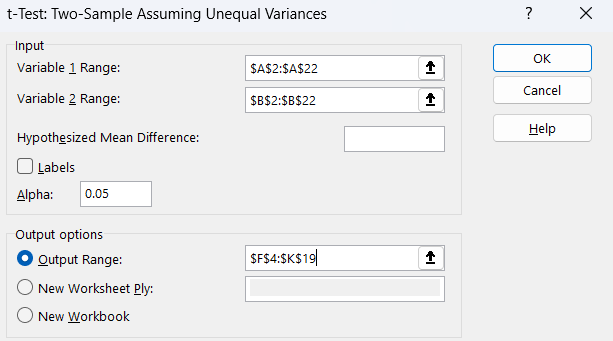 t-Test: Two-Sample Assuming Unequal Variances ? X
Input
Variable 1 Range: $A$2:$A$22
Variable 2 Range: $B$2:$B$22
Hypothesized Mean Difference:
Labels
Alpha: 0.05
OK
Cancel
Help
Output options
Output Range: $F$4:$K$19
New Worksheet Ply:
New Workbook